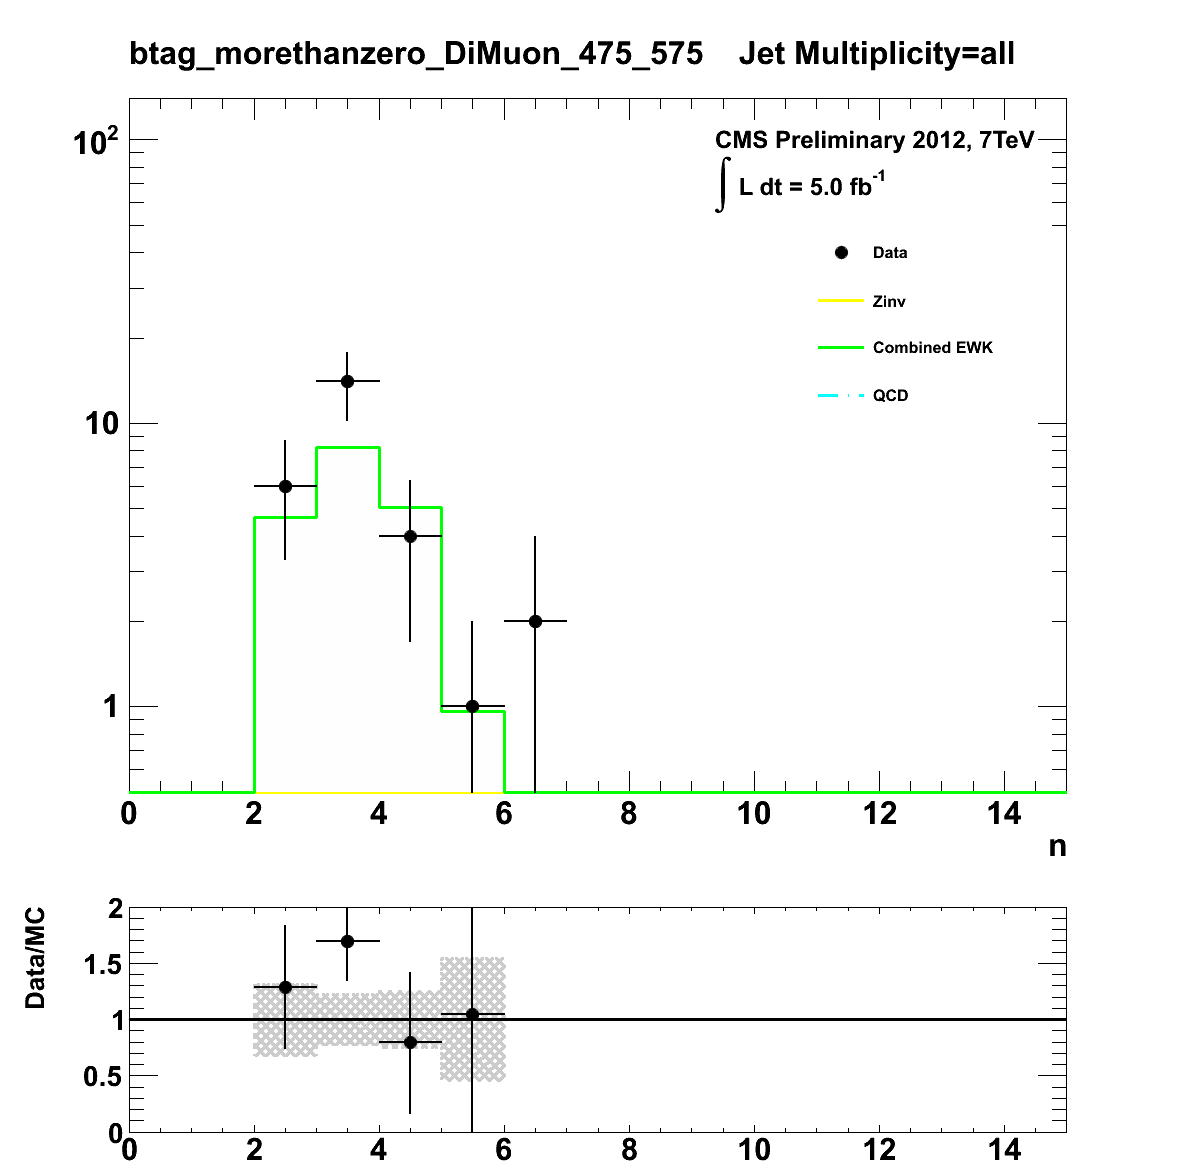 btag_morethanzero_DiMuon_475_575 Jet Multiplicity=all
10²
CMS Preliminary 2012, 7TeV
∫ L dt = 5.0 fb⁻¹
Data
Zinv
Combined EWK
QCD
10
1
0 2 4 6 8 10 12 14
n
Data/MC
2
1.5
1
0.5
0
0 2 4 6 8 10 12 14